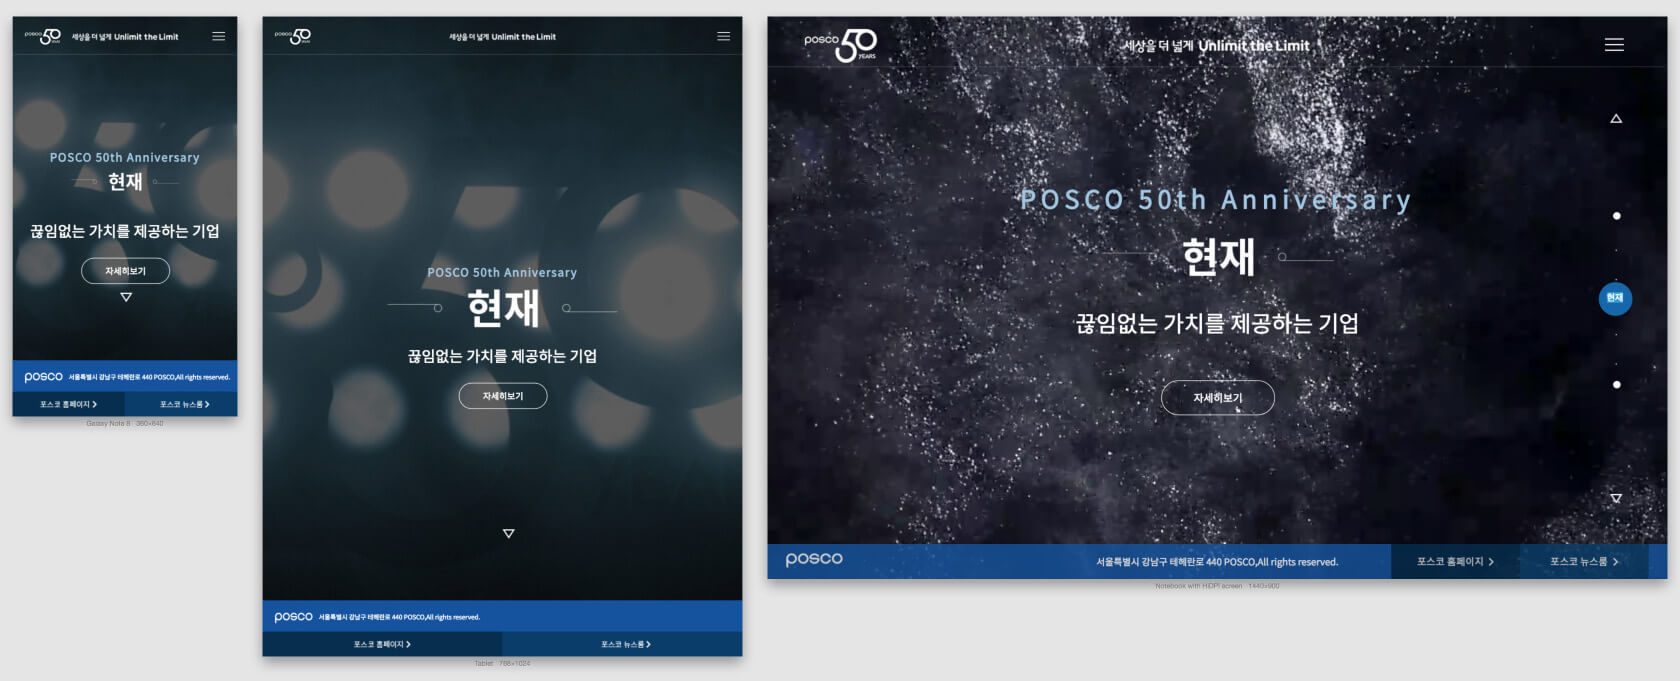 posco 50 YEARS
세상을 더 넓게 Unlimit the Limit
POSCO 50th Anniversary
현재
끊임없는 가치를 제공하는 기업
자세히보기
posco 서울특별시 강남구 테헤란로 440 POSCO,All rights reserved.
포스코 홈페이지
포스코 뉴스룸
Galaxy Note 8 360×640
posco 50 YEARS
세상을 더 넓게 Unlimit the Limit
POSCO 50th Anniversary
현재
끊임없는 가치를 제공하는 기업
자세히보기
posco 서울특별시 강남구 테헤란로 440 POSCO,All rights reserved.
포스코 홈페이지
포스코 뉴스룸
Tablet 768×1024
posco 50 YEARS
세상을 더 넓게 Unlimit the Limit
POSCO 50th Anniversary
현재
끊임없는 가치를 제공하는 기업
자세히보기
현재
posco
서울특별시 강남구 테헤란로 440 POSCO,All rights reserved.
포스코 홈페이지
포스코 뉴스룸
Notebook with HiDPI screen 1440×900